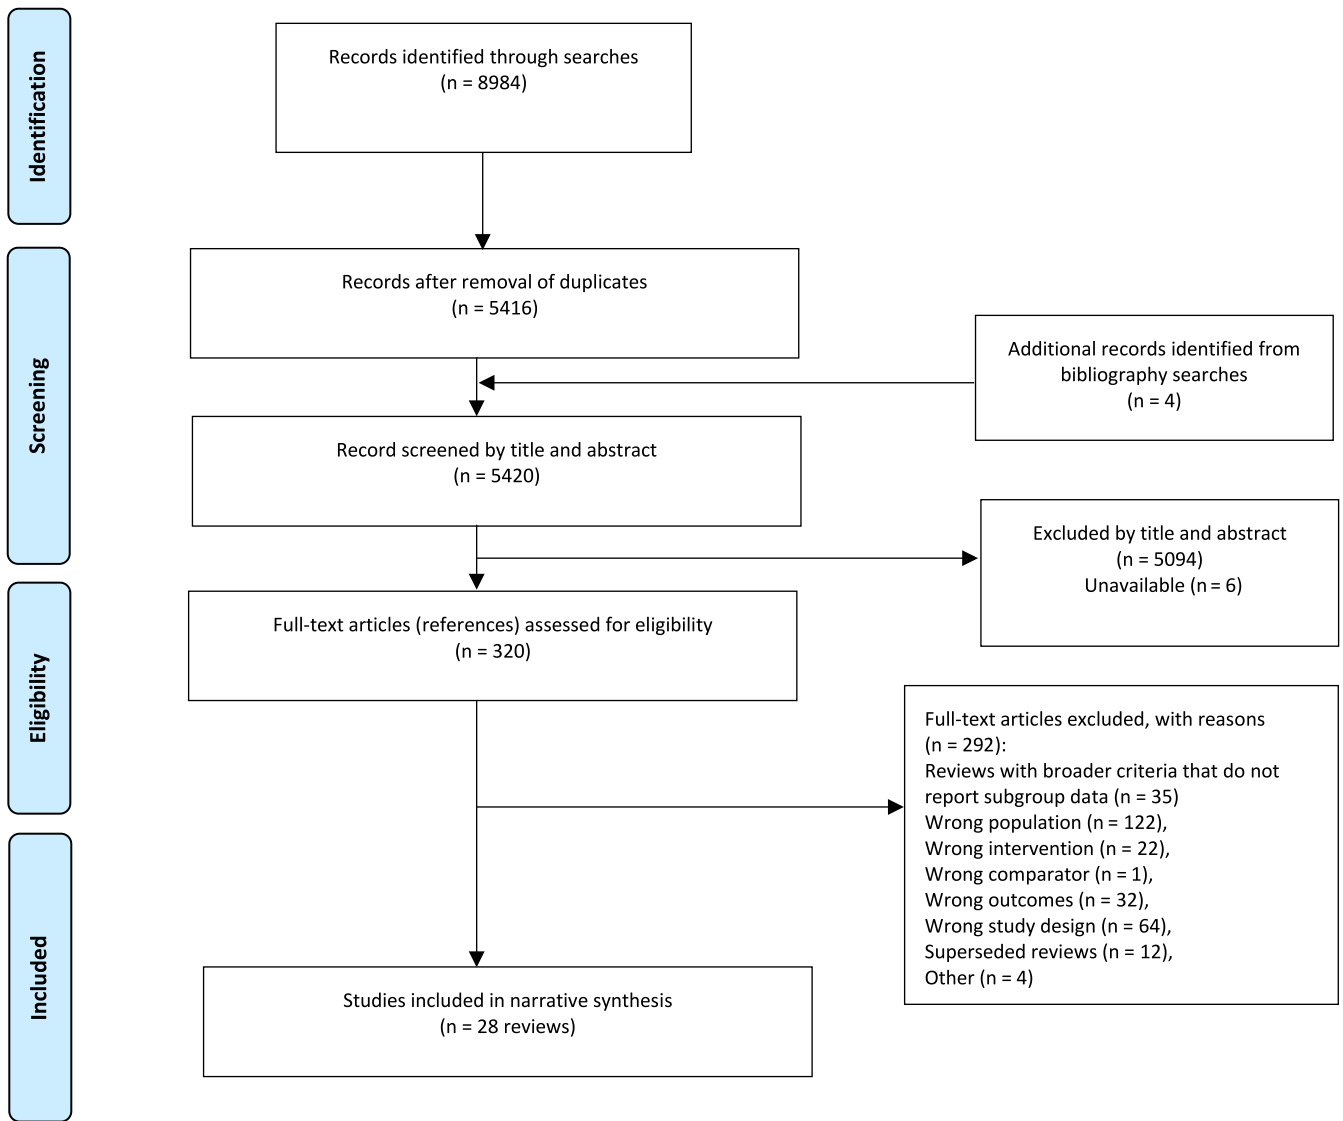 Identification
Records identified through searches
(n = 8984)
Screening
Records after removal of duplicates
(n = 5416)
Additional records identified from
bibliography searches
(n = 4)
Record screened by title and abstract
(n = 5420)
Excluded by title and abstract
(n = 5094)
Unavailable (n = 6)
Eligibility
Full-text articles (references) assessed for eligibility
(n = 320)
Full-text articles excluded, with reasons
(n = 292):
Reviews with broader criteria that do not
report subgroup data (n = 35)
Wrong population (n = 122),
Wrong intervention (n = 22),
Wrong comparator (n = 1),
Wrong outcomes (n = 32),
Wrong study design (n = 64),
Superseded reviews (n = 12),
Other (n = 4)
Included
Studies included in narrative synthesis
(n = 28 reviews)